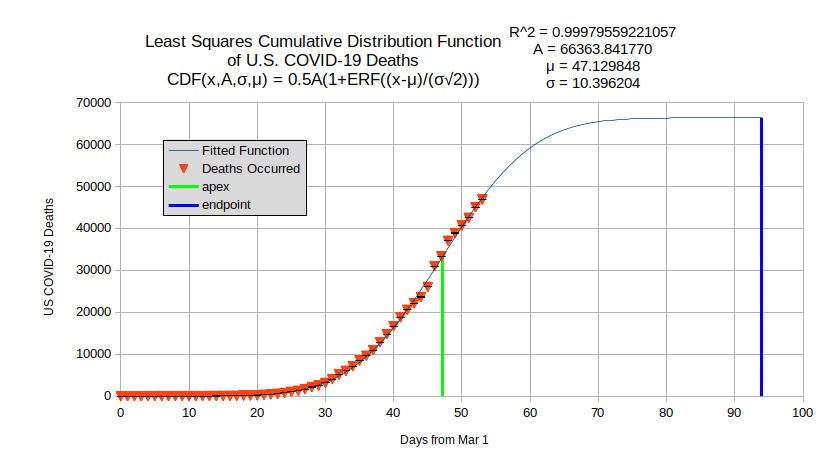 Least Squares Cumulative Distribution Function
of U.S. COVID-19 Deaths
CDF(x,A,σ,μ) = 0.5A(1+ERF((x-μ)/(σ√2)))
R^2 = 0.99979559221057
A = 66363.841770
μ = 47.129848
σ = 10.396204
70000
60000
50000
40000
30000
20000
10000
0
US COVID-19 Deaths
Fitted Function
Deaths Occurred
apex
endpoint
0 10 20 30 40 50 60 70 80 90 100
Days from Mar 1